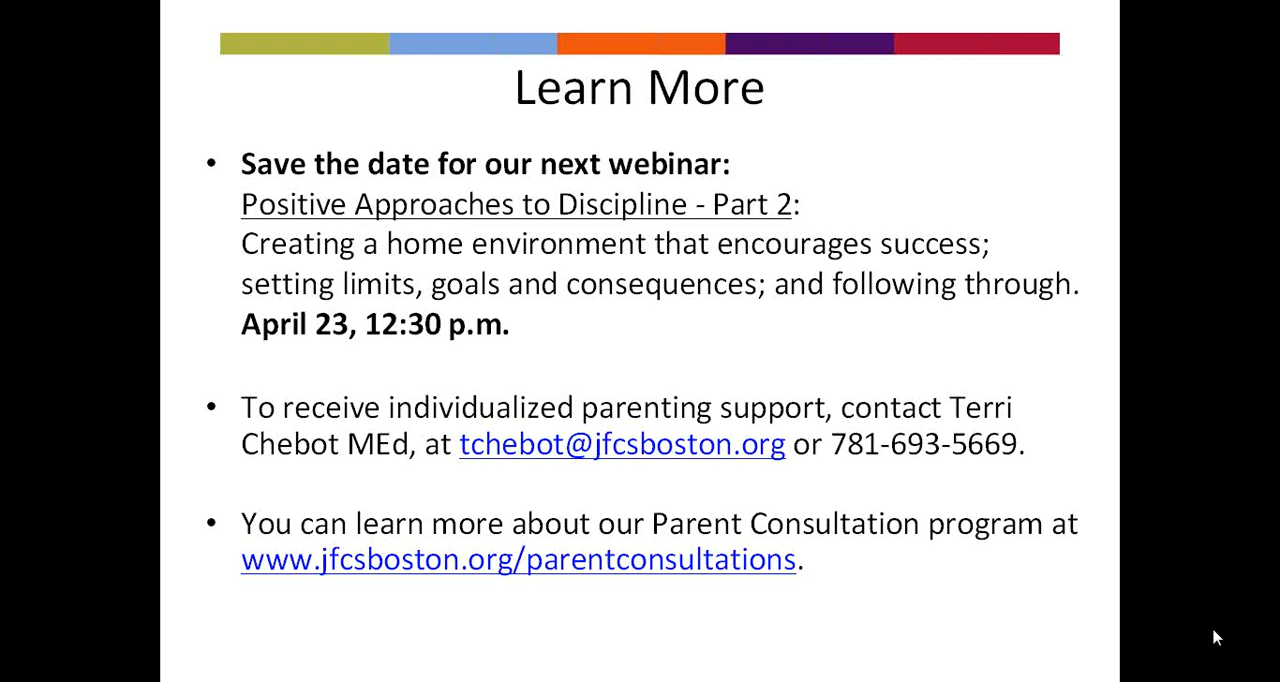 Learn More
• Save the date for our next webinar:
Positive Approaches to Discipline - Part 2:
Creating a home environment that encourages success;
setting limits, goals and consequences; and following through.
April 23, 12:30 p.m.
• To receive individualized parenting support, contact Terri
Chebot MEd, at tchebot@jfcsboston.org or 781-693-5669.
• You can learn more about our Parent Consultation program at
www.jfcsboston.org/parentconsultations.